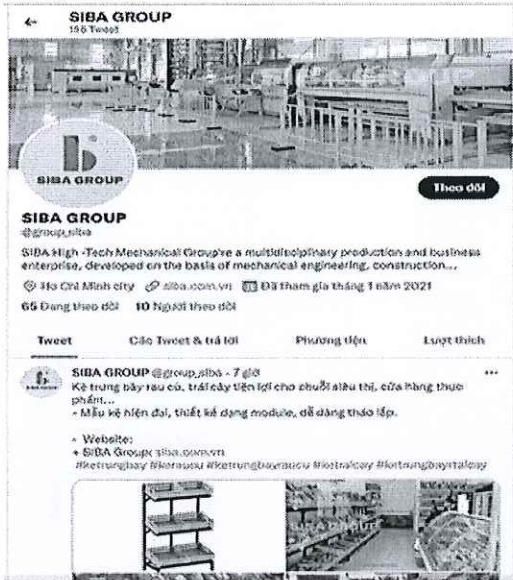 SIBA GROUP
Tweet
SIBA GROUP
Theo dõi
SIBA GROUP
@group_siba
SIBA High -Tech Mechanical Group're a multidisciplinary production and business
enterprise, developed on the basis of mechanical engineering, construction...
Ho Chi Minh city siba.com.vn Đã tham gia tháng 1 năm 2021
65 Đang theo dõi 10 Người theo dõi
Tweet Các Tweet & trả lời Phương tiện Lượt thích
SIBA GROUP @group_siba - 7 giờ
Kệ trưng bày rau củ, trái cây tiện lợi cho chuỗi siêu thị, cửa hàng thực
phẩm...
- Mẫu kệ hiện đại, thiết kế dạng module, dễ dàng tháo lắp.
Website:
+ SIBA Group: siba.com.vn
#ketrungbay #keraucu #ketrungbayraucu
SIBA GROUP